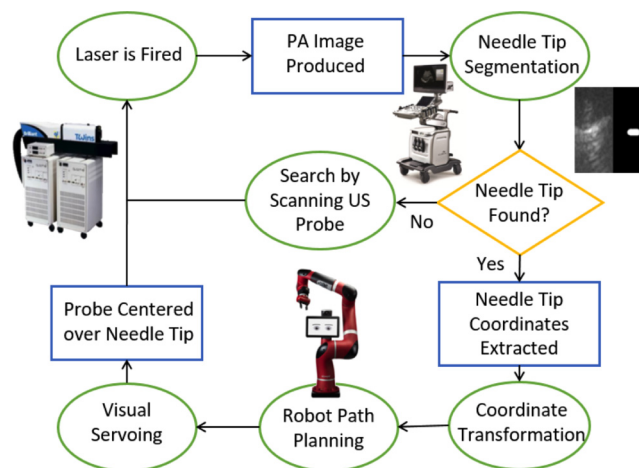 Laser is Fired
PA Image
Produced
Needle Tip
Segmentation
Search by
Scanning US
Probe
No
Needle Tip
Found?
Yes
Probe Centered
over Needle Tip
Needle Tip
Coordinates
Extracted
Visual
Servoing
Robot Path
Planning
Coordinate
Transformation